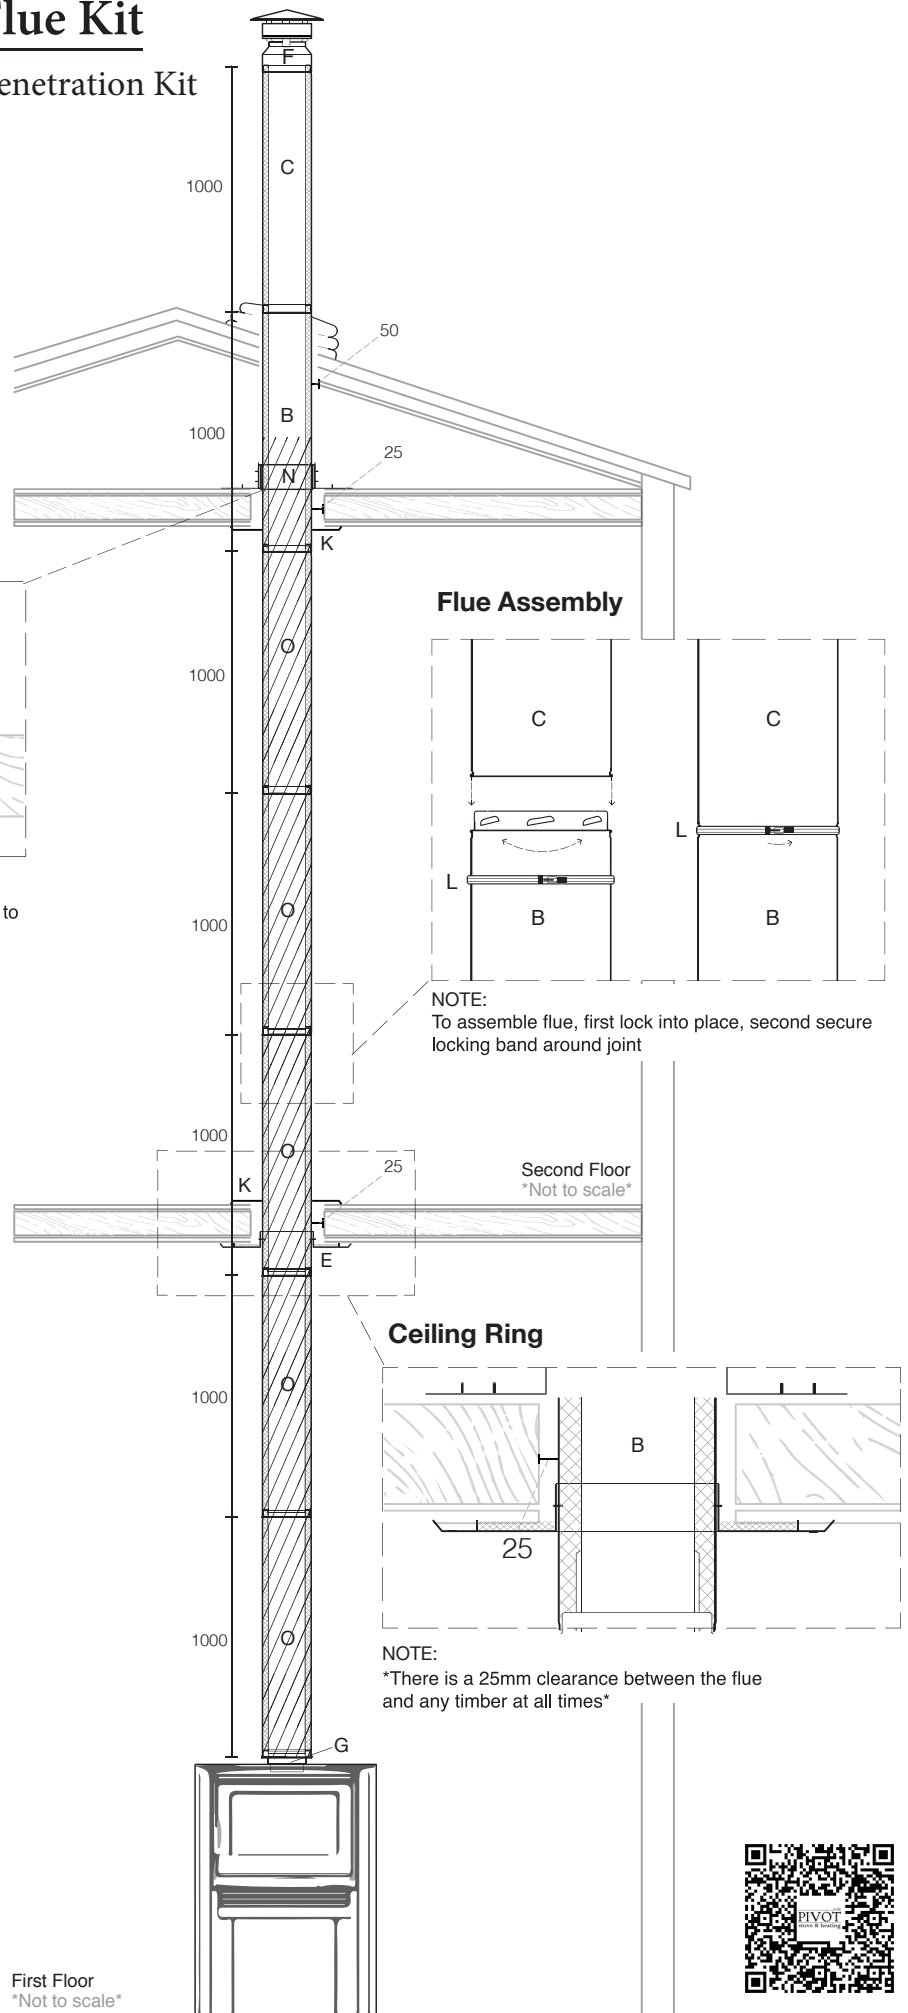 lue Kit
enetration Kit
F
C
1000
50
B
1000
25
N
K
Flue Assembly
O
1000
C
C
L
L
B
B
to
O
1000
NOTE:
To assemble flue, first lock into place, second secure
locking band around joint
1000
O
K
25
Second Floor
*Not to scale*
E
Ceiling Ring
O
1000
B
25
O
1000
NOTE:
*There is a 25mm clearance between the flue
and any timber at all times*
G
PIVOT
stove & heating
First Floor
*Not to scale*